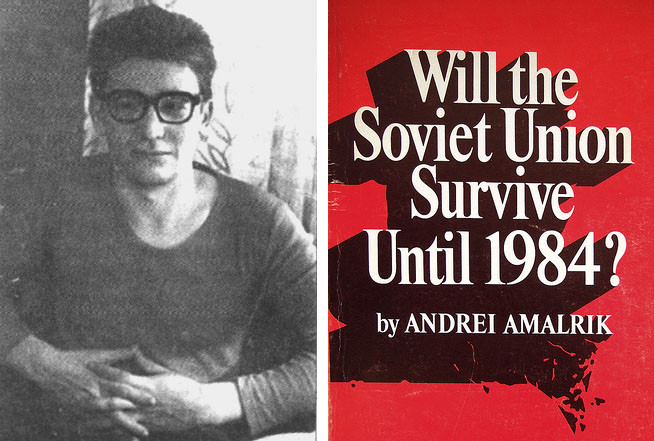 Will the
Soviet Union
Survive
Until 1984?
by ANDREI AMALRIK